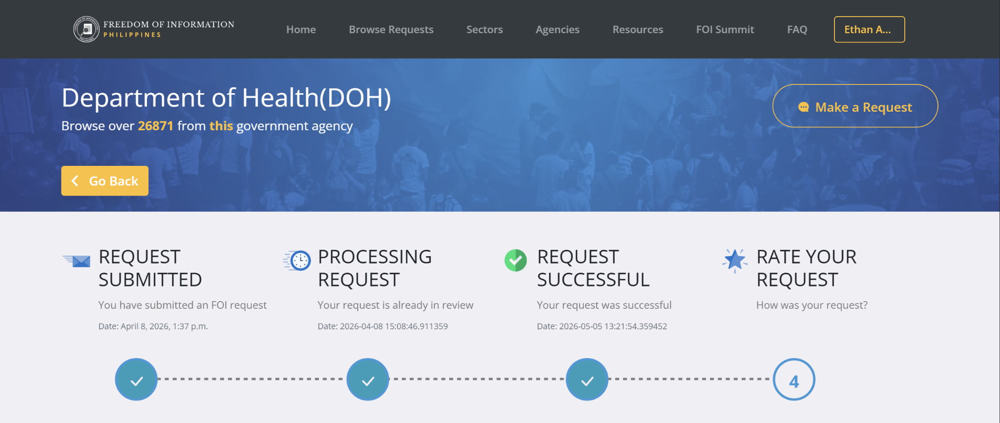 FREEDOM OF INFORMATION
PHILIPPINES
Home
Browse Requests
Sectors
Agencies
Resources
FOI Summit
FAQ
Ethan A...
Department of Health(DOH)
Browse over 26871 from this government agency
Make a Request
Go Back
REQUEST
SUBMITTED
You have submitted an FOI request
Date: April 8, 2026, 1:37 p.m.
PROCESSING
REQUEST
Your request is already in review
Date: 2026-04-08 15:08:46.911359
REQUEST
SUCCESSFUL
Your request was successful
Date: 2026-05-05 13:21:54.359452
RATE YOUR
REQUEST
How was your request?
4